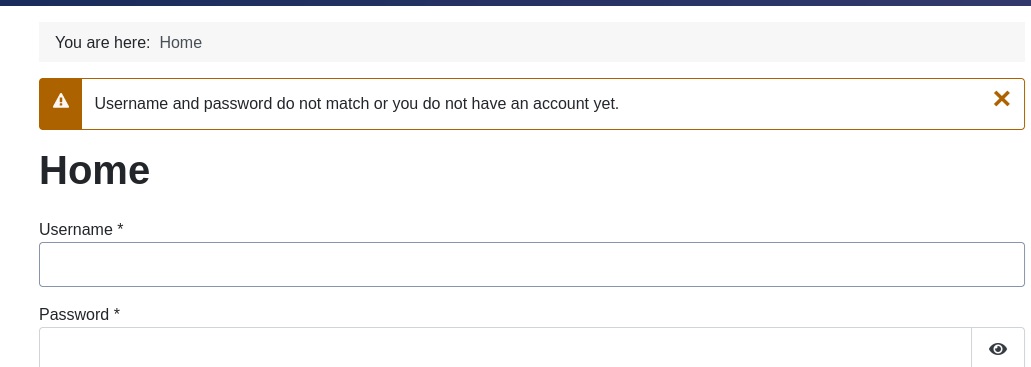 You are here: Home
Username and password do not match or you do not have an account yet.
Home
Username *
Password *